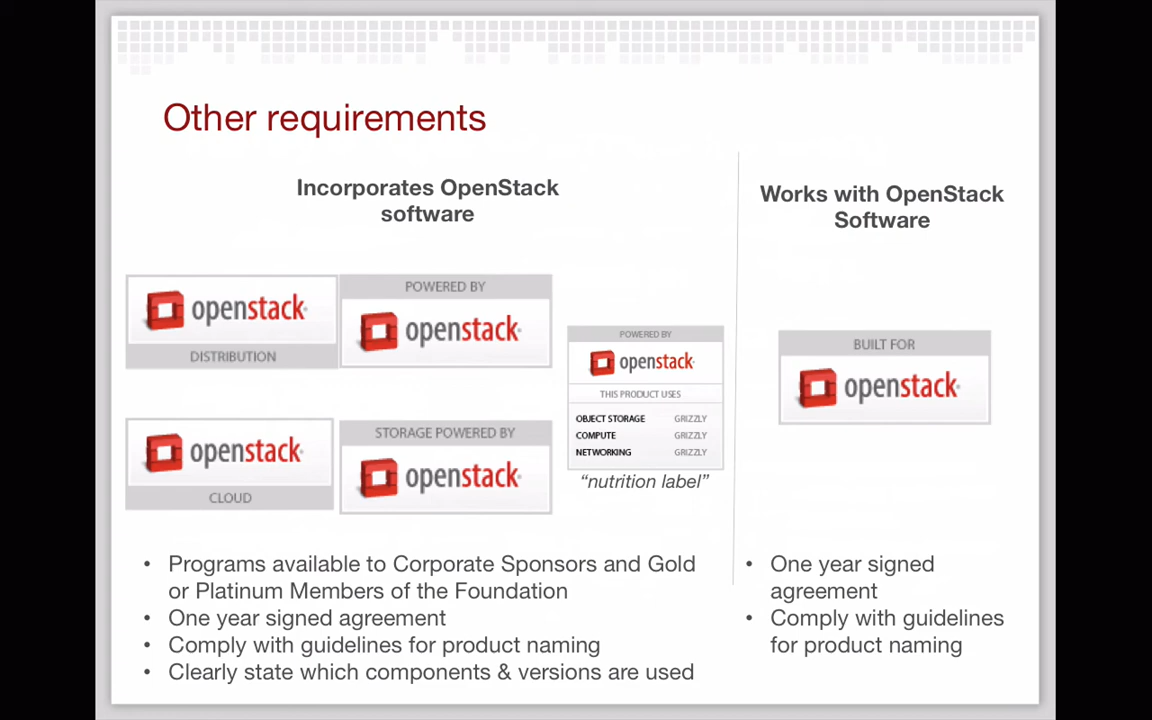 Other requirements
Incorporates OpenStack
software
openstack
DISTRIBUTION
POWERED BY
openstack
openstack
CLOUD
STORAGE POWERED BY
openstack
POWERED BY
openstack
THIS PRODUCT USES
OBJECT STORAGE GRIZZLY
COMPUTE GRIZZLY
NETWORKING GRIZZLY
“nutrition label”
• Programs available to Corporate Sponsors and Gold
or Platinum Members of the Foundation
• One year signed agreement
• Comply with guidelines for product naming
• Clearly state which components & versions are used
Works with OpenStack
Software
BUILT FOR
openstack
• One year signed
agreement
• Comply with guidelines
for product naming